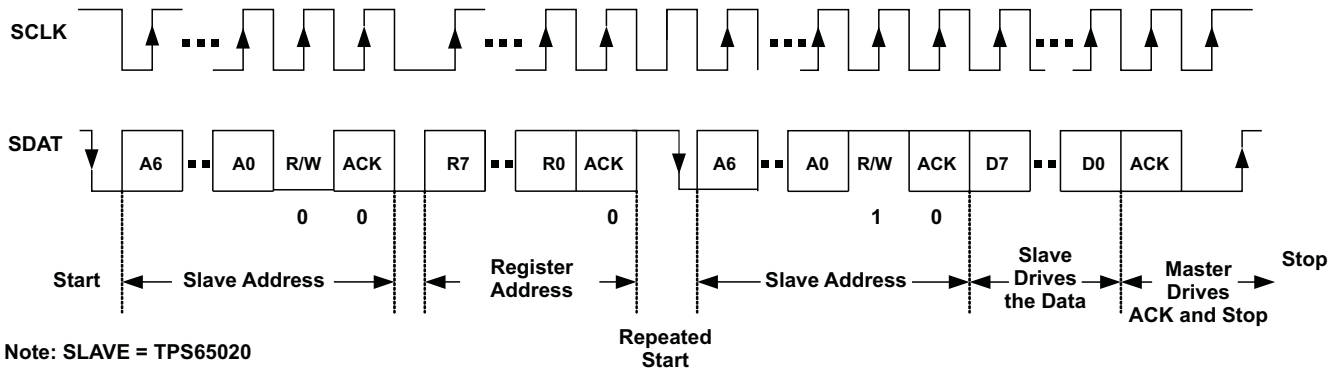 SCLK
SDAT
A6 A0 R/W ACK R7 R0 ACK A6 A0 R/W ACK D7 D0 ACK
0 0 0 1 0
Start
Slave Address
Register
Address
Slave Address
Slave
Drives
the Data
Master
Drives
ACK and Stop
Stop
Repeated
Start
Note: SLAVE = TPS65020